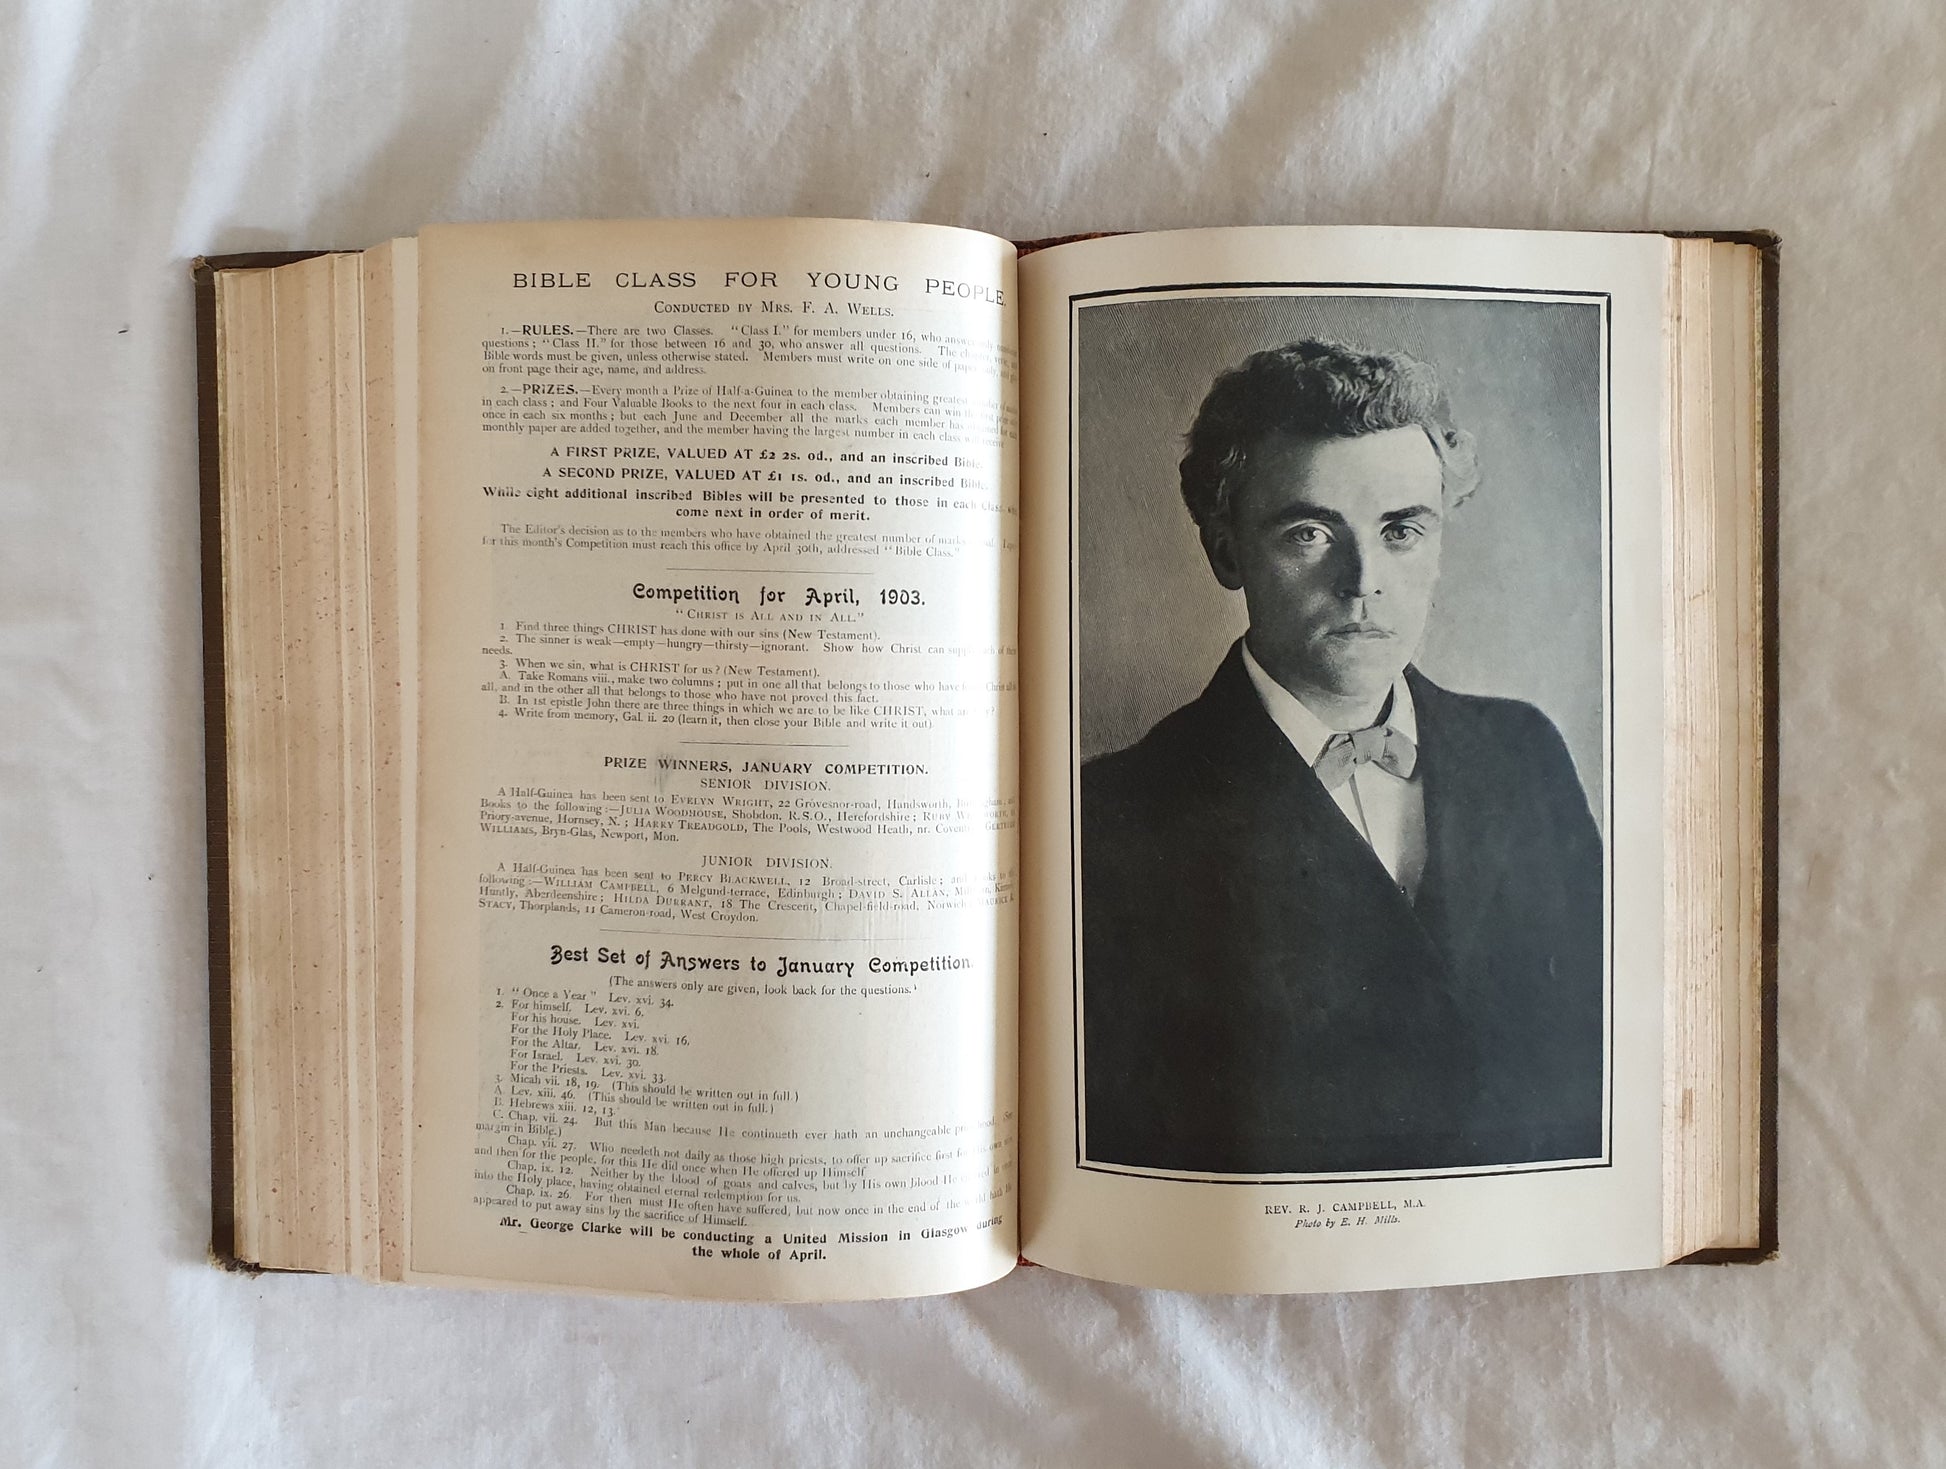 BIBLE CLASS FOR YOUNG PEOPLE.
CONDUCTED BY MRS. F. A. WELLS.
1.—RULES.—There are two Classes. "Class I." for members under 16, who answer only
questions; "Class II." for those between 16 and 30, who answer all questions. The
Bible words must be given, unless otherwise stated. Members must write on one side of paper only,
on front page their age, name, and address.
2.—PRIZES.—Every month a Prize of Half-a-Guinea to the member obtaining greatest
in each class; and Four Valuable Books to the next four in each class. Members can win
once in each six months; but each June and December all the marks each member has
monthly paper are added together, and the member having the largest number in each class will receive
A FIRST PRIZE, VALUED AT £2 2s. od., and an inscribed Bible.
A SECOND PRIZE, VALUED AT £1 1s. od., and an inscribed Bible.
While eight additional inscribed Bibles will be presented to those in each Class, who
come next in order of merit.
The Editor's decision as to the members who have obtained the greatest number of marks
for this month's Competition must reach this office by April 30th, addressed "Bible Class."
Competition for April, 1903.
"CHRIST IS ALL AND IN ALL."
1. Find three things CHRIST has done with our sins (New Testament).
2. The sinner is weak—empty—hungry—thirsty—ignorant. Show how Christ can supply each of these
needs.
3. When we sin, what is CHRIST for us? (New Testament).
A. Take Romans viii., make two columns; put in one all that belongs to those who have Christ
all, and in the other all that belongs to those who have not proved this fact.
B. In 1st epistle John there are three things in which we are to be like CHRIST, what are
4. Write from memory, Gal. ii. 20 (learn it, then close your Bible and write it out).
PRIZE WINNERS, JANUARY COMPETITION.
SENIOR DIVISION.
A Half-Guinea has been sent to EVELYN WRIGHT, 22 Grovesnor-road, Handsworth,
Books to the following:—JULIA WOODHOUSE, Shobdon, R.S.O., Herefordshire; RUBY
Priory-avenue, Hornsey, N.; HARRY TREADGOLD, The Pools, Westwood Heath, nr. GERTRUDE
WILLIAMS, Bryn-Glas, Newport, Mon.
JUNIOR DIVISION.
A Half-Guinea has been sent to PERCY BLACKWELL, 12 Broad-street, Carlisle; and
following:—WILLIAM CAMPBELL, 6 Melgund-terrace, Edinburgh; DAVID S. ALLAN,
Huntly, Aberdeenshire; HILDA DURRANT, 18 The Crescent, Chapel-field-road, Norwich
STACY, Thorplands, 11 Cameron-road, West Croydon.
Best Set of Answers to January Competition.
(The answers only are given, look back for the questions.)
1. "Once a Year" Lev. xvi. 34.
2. For himself. Lev. xvi. 6.
For his house. Lev. xvi.
For the Holy Place. Lev. xvi. 16.
For the Altar. Lev. xvi. 18.
For Israel. Lev. xvi. 30.
For the Priests. Lev. xvi. 33.
3. Micah vii. 18, 19. (This should be written out in full.)
A. Lev. xiii. 46. (This should be written out in full.)
B. Hebrews xiii. 12, 13.
C. Chap. vii. 24. But this Man because He continueth ever hath an unchangeable
margin in Bible.)
Chap. vii. 27. Who needeth not daily as those high priests, to offer up sacrifice first
and then for the people, for this He did once when He offered up Himself.
Chap. ix. 12. Neither by the blood of goats and calves, but by His own blood He
into the Holy place, having obtained eternal redemption for us.
Chap. ix. 26. For then must He often have suffered, but now once in the end of the world hath He
appeared to put away sins by the sacrifice of Himself.
Mr. George Clarke will be conducting a United Mission in Glasgow during
the whole of April.
REV. R. J. CAMPBELL, M.A.
Photo by E. H. Mills.